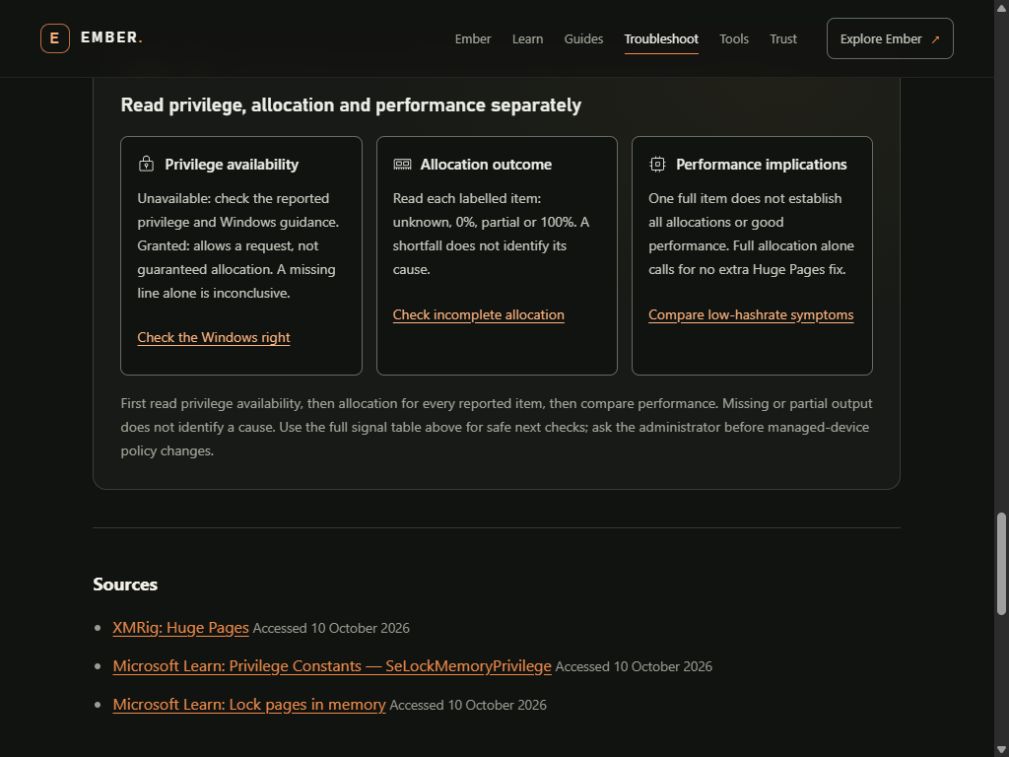 E EMBER.
Ember Learn Guides Troubleshoot Tools Trust Explore Ember ↗
Read privilege, allocation and performance separately
Privilege availability
Unavailable: check the reported
privilege and Windows guidance.
Granted: allows a request, not
guaranteed allocation. A missing
line alone is inconclusive.
Check the Windows right
Allocation outcome
Read each labelled item:
unknown, 0%, partial or 100%. A
shortfall does not identify its
cause.
Check incomplete allocation
Performance implications
One full item does not establish
all allocations or good
performance. Full allocation alone
calls for no extra Huge Pages fix.
Compare low-hashrate symptoms
First read privilege availability, then allocation for every reported item, then compare performance. Missing or partial output
does not identify a cause. Use the full signal table above for safe next checks; ask the administrator before managed-device
policy changes.
Sources
XMRig: Huge Pages Accessed 10 October 2026
Microsoft Learn: Privilege Constants — SeLockMemoryPrivilege Accessed 10 October 2026
Microsoft Learn: Lock pages in memory Accessed 10 October 2026